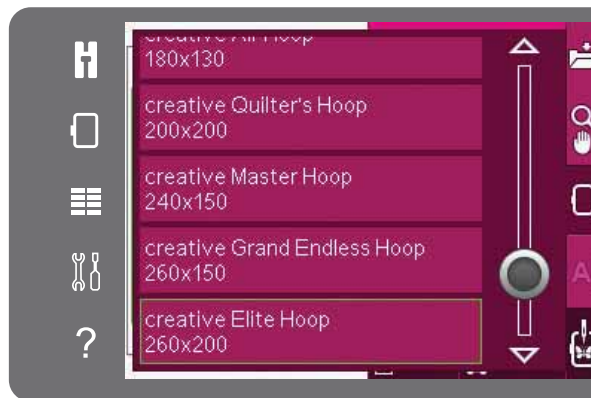 180x130
creative Quilter's Hoop
200x200
creative Master Hoop
240x150
creative Grand Endless Hoop
260x150
creative Elite Hoop
260x200
?
A